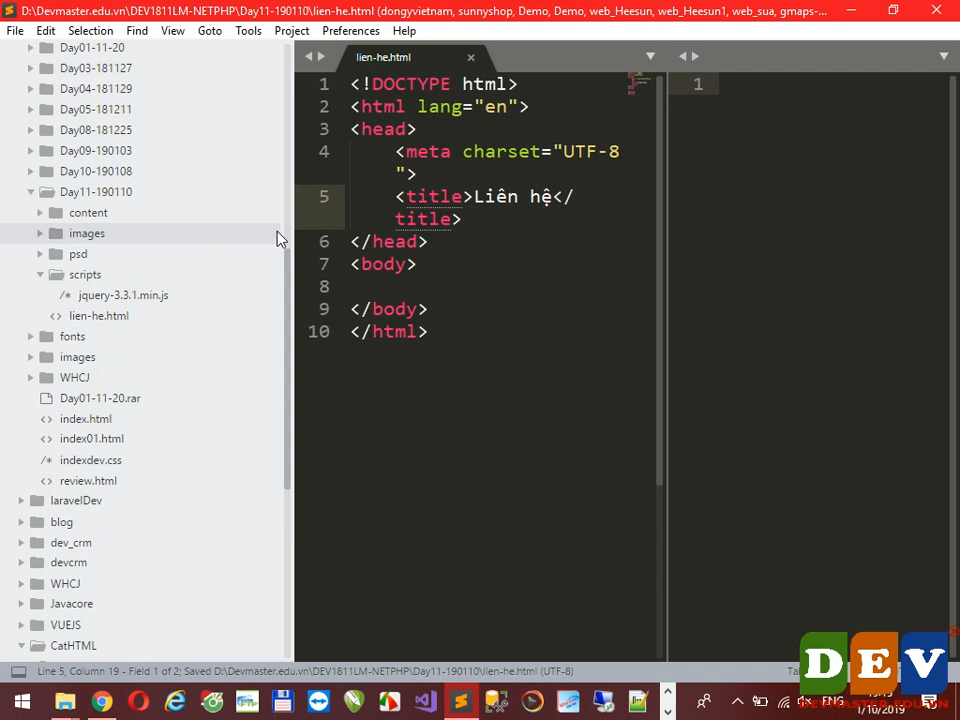 D:\Devmaster.edu.vn\DEV1811LM-NETPHP\Day11-190110\lien-he.html (dongyvietnam, sunnyshop, Demo, Demo, web_Heesun, web_Heesun1, web_sua, gmaps-...
File Edit Selection Find View Goto Tools Project Preferences Help
Day01-11-20
Day03-181127
Day04-181129
Day05-181211
Day08-181225
Day09-190103
Day10-190108
Day11-190110
content
images
psd
scripts
/* jquery-3.3.1.min.js
<> lien-he.html
fonts
images
WHCJ
Day01-11-20.rar
<> index.html
<> index01.html
/* indexdev.css
<> review.html
laravelDev
blog
dev_crm
devcrm
WHCJ
Javacore
VUEJS
CatHTML
lien-he.html ×
1 <!DOCTYPE html>
2 <html lang="en">
3 <head>
4 <meta charset="UTF-8
">
5 <title>Liên hệ</
title>
6 </head>
7 <body>
8
9 </body>
10 </html>
1
Line 5, Column 19 - Field 1 of 2; Saved D:\Devmaster.edu.vn\DEV1811LM-NETPHP\Day11-190110\lien-he.html (UTF-8)
DEV
DEVMASTER.EDU.VN
ENG
1/10/2019